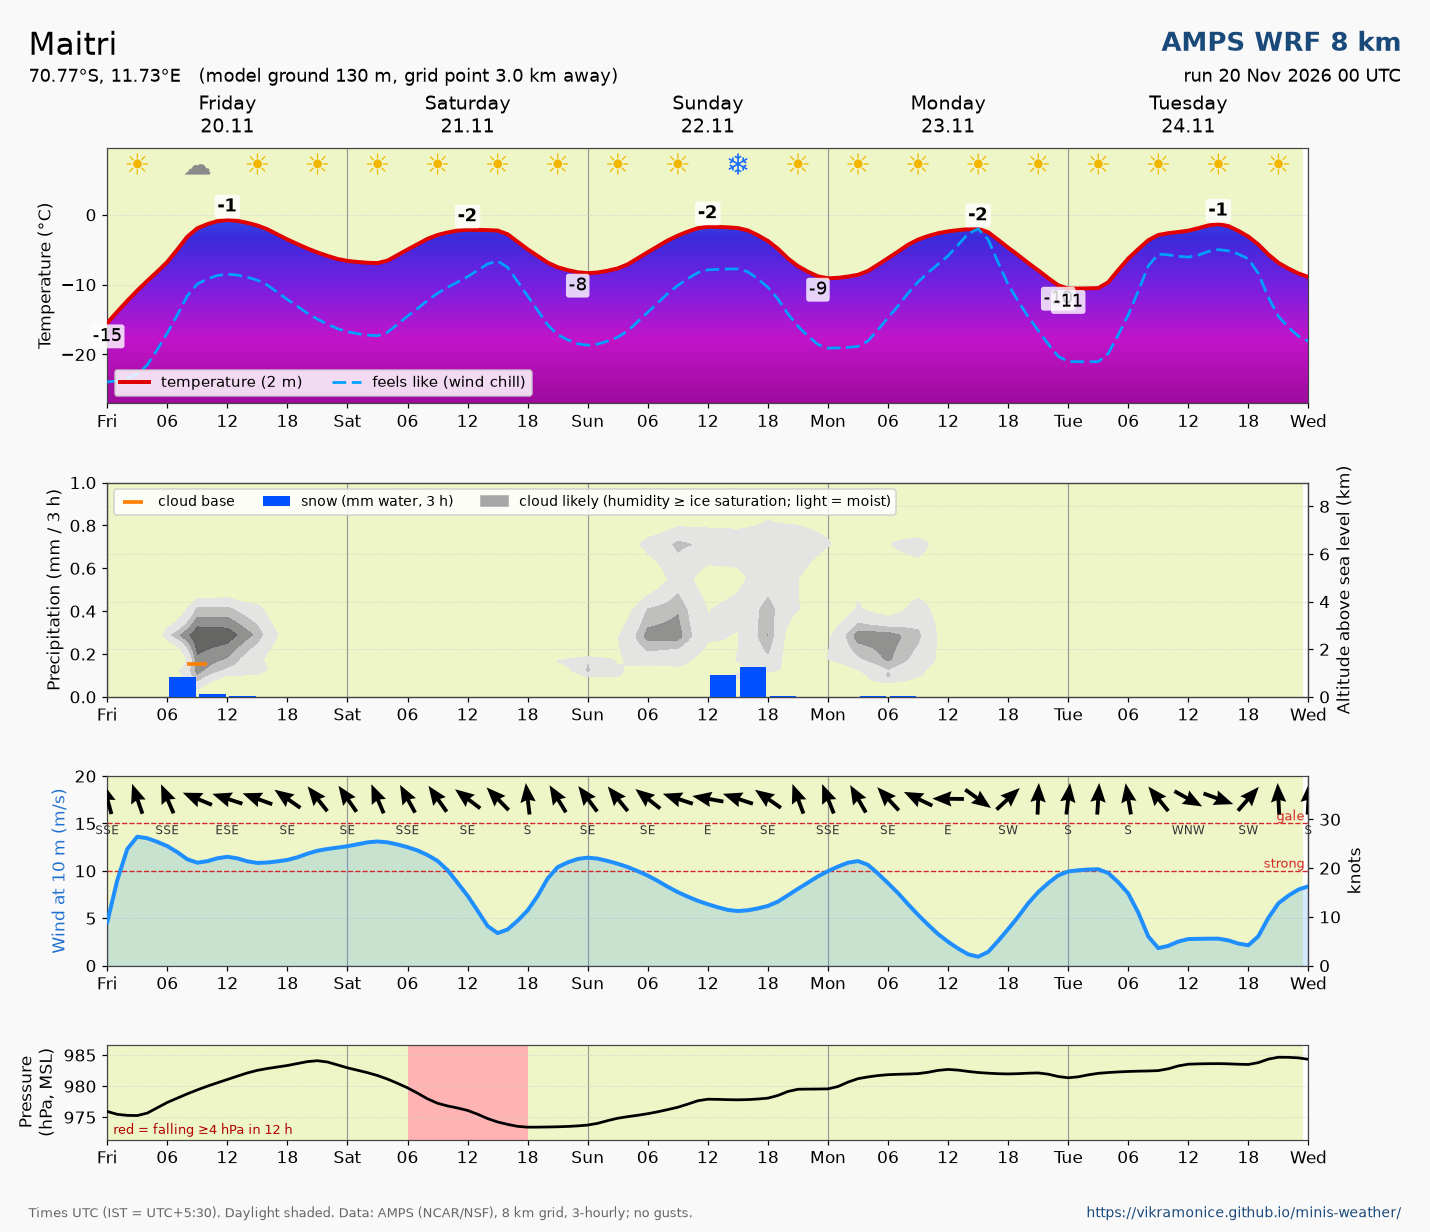 Maitri
AMPS WRF 8 km
70.77°S, 11.73°E (model ground 130 m, grid point 3.0 km away)
run 20 Nov 2026 00 UTC
Friday Saturday Sunday Monday Tuesday
20.11 21.11 22.11 23.11 24.11
Temperature (°C)
0
−10
−20
-1 -2 -2 -2 -1
-15 -8 -9 -11
temperature (2 m) feels like (wind chill)
Fri 06 12 18 Sat 06 12 18 Sun 06 12 18 Mon 06 12 18 Tue 06 12 18 Wed
Precipitation (mm / 3 h)
1.0
0.8
0.6
0.4
0.2
0.0
cloud base snow (mm water, 3 h) cloud likely (humidity ≥ ice saturation; light = moist)
8
6
4
2
0
Altitude above sea level (km)
Fri 06 12 18 Sat 06 12 18 Sun 06 12 18 Mon 06 12 18 Tue 06 12 18 Wed
Wind at 10 m (m/s)
20
15
10
5
0
SSE SSE ESE SE SE SSE SE S SE SE E SE SSE SE E SW S S WNW SW S
gale
strong
30
20
10
0
knots
Fri 06 12 18 Sat 06 12 18 Sun 06 12 18 Mon 06 12 18 Tue 06 12 18 Wed
Pressure
(hPa, MSL)
985
980
975
red = falling ≥4 hPa in 12 h
Fri 06 12 18 Sat 06 12 18 Sun 06 12 18 Mon 06 12 18 Tue 06 12 18 Wed
Times UTC (IST = UTC+5:30). Daylight shaded. Data: AMPS (NCAR/NSF), 8 km grid, 3-hourly; no gusts.
https://vikramonice.github.io/minis-weather/